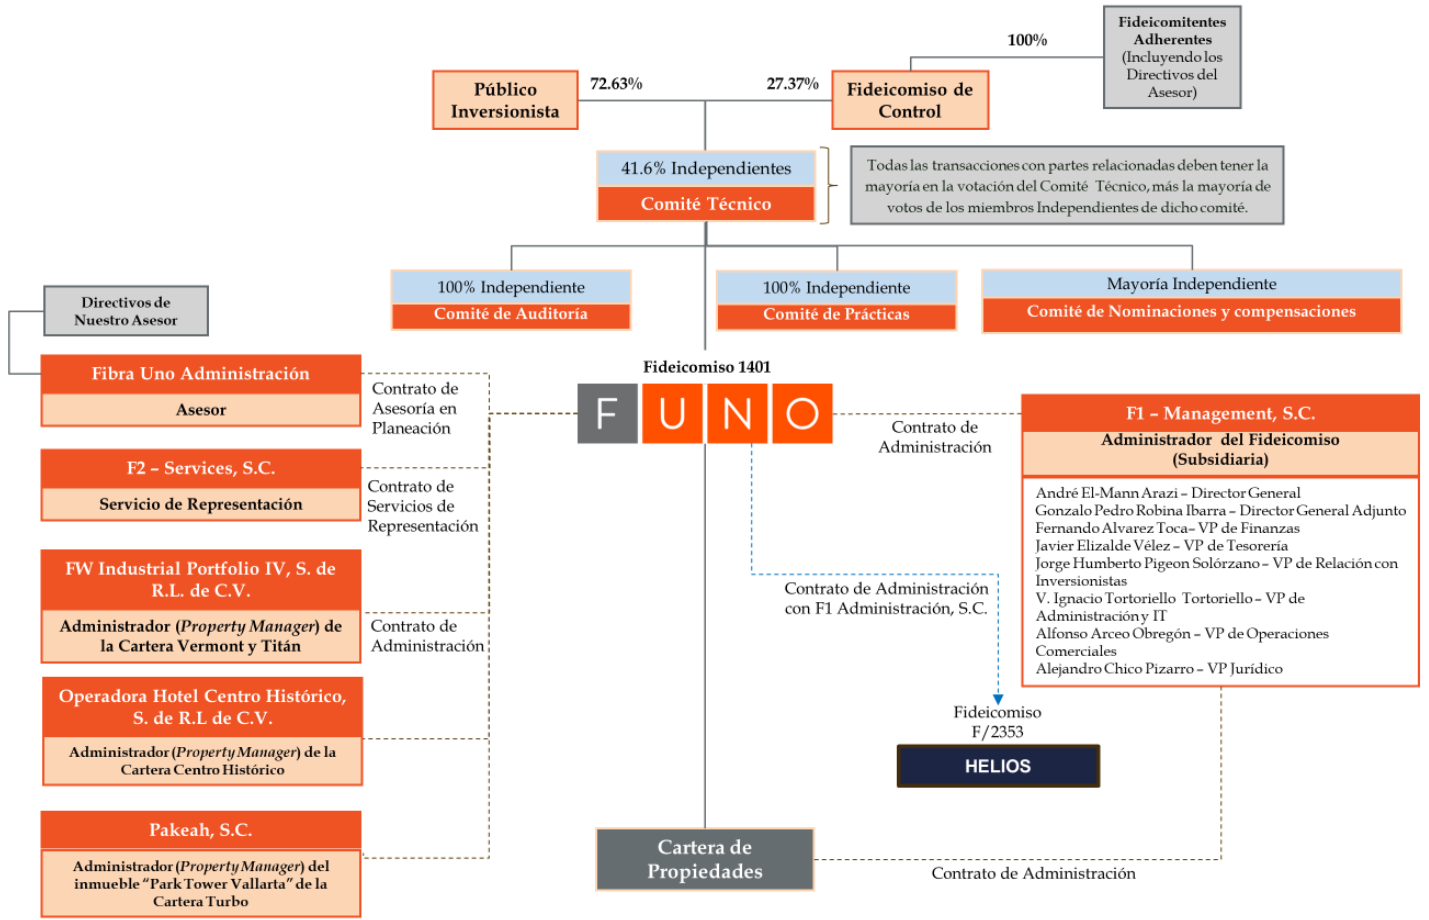 Fideicomitentes
Adherentes
(Incluyendo los
Directivos del
Asesor)
100%
Público
Inversionista
72.63%
27.37%
Fideicomiso de
Control
41.6% Independientes
Comité Técnico
Todas las transacciones con partes relacionadas deben tener la
mayoría en la votación del Comité Técnico, más la mayoría de
votos de los miembros Independientes de dicho comité.
100% Independiente
Comité de Auditoría
100% Independiente
Comité de Prácticas
Mayoría Independiente
Comité de Nominaciones y compensaciones
Directivos de
Nuestro Asesor
Fibra Uno Administración
Asesor
Contrato de
Asesoría en
Planeación
F2 – Services, S.C.
Servicio de Representación
Contrato de
Servicios de
Representación
FW Industrial Portfolio IV, S. de
R.L. de C.V.
Administrador (Property Manager) de
la Cartera Vermont y Titán
Contrato de
Administración
Operadora Hotel Centro Histórico,
S. de R.L de C.V.
Administrador (Property Manager) de la
Cartera Centro Histórico
Pakeah, S.C.
Administrador (Property Manager) del
inmueble “Park Tower Vallarta” de la
Cartera Turbo
Fideicomiso 1401
FUNO
Contrato de
Administración
F1 – Management, S.C.
Administrador del Fideicomiso
(Subsidiaria)
André El-Mann Arazi – Director General
Gonzalo Pedro Robina Ibarra – Director General Adjunto
Fernando Alvarez Toca– VP de Finanzas
Javier Elizalde Vélez – VP de Tesorería
Jorge Humberto Pigeon Solórzano – VP de Relación con
Inversionistas
V. Ignacio Tortoriello Tortoriello – VP de
Administración y IT
Alfonso Arceo Obregón – VP de Operaciones
Comerciales
Alejandro Chico Pizarro – VP Jurídico
Contrato de Administración
con F1 Administración, S.C.
Fideicomiso
F/2353
HELIOS
Cartera de
Propiedades
Contrato de Administración